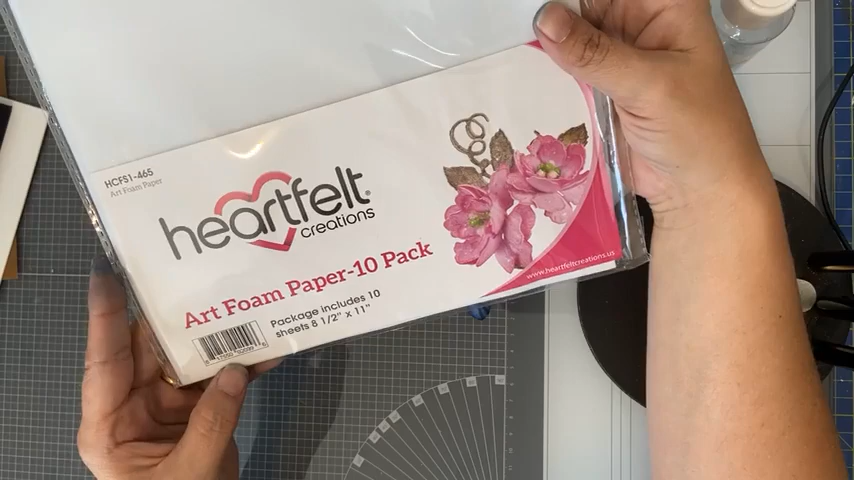 HCFS1-465
Art Foam Paper
heartfelt
creations
Art Foam Paper-10 Pack
Package includes 10
sheets 8 1/2" x 11"
www.heartfeltcreations.us